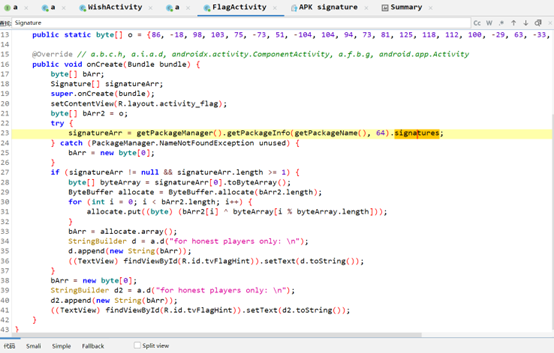 a a WishActivity a FlagActivity APK signature Summary
Signature Cc W .*
13 public static byte[] o = {86, -18, 98, 103, 75, -73, 51, -104, 104, 94, 73, 81, 125, 118, 112, 100, -29, 63, -33,
14
15 @Override // a.b.c.h, a.i.a.d, androidx.activity.ComponentActivity, a.f.b.g, android.app.Activity
16 public void onCreate(Bundle bundle) {
17 byte[] bArr;
18 Signature[] signatureArr;
19 super.onCreate(bundle);
20 setContentView(R.layout.activity_flag);
21 byte[] bArr2 = o;
22 try {
23 signatureArr = getPackageManager().getPackageInfo(getPackageName(), 64).signatures;
24 } catch (PackageManager.NameNotFoundException unused) {
25 bArr = new byte[0];
26 }
27 if (signatureArr != null && signatureArr.length >= 1) {
28 byte[] byteArray = signatureArr[0].toByteArray();
29 ByteBuffer allocate = ByteBuffer.allocate(bArr2.length);
30 for (int i = 0; i < bArr2.length; i++) {
31 allocate.put((byte) (bArr2[i] ^ byteArray[i % byteArray.length]));
32 }
33 bArr = allocate.array();
34 StringBuilder d = a.d("for honest players only: \n");
35 d.append(new String(bArr));
36 ((TextView) findViewById(R.id.tvFlagHint)).setText(d.toString());
37 }
38 bArr = new byte[0];
39 StringBuilder d2 = a.d("for honest players only: \n");
40 d2.append(new String(bArr));
41 ((TextView) findViewById(R.id.tvFlagHint)).setText(d2.toString());
42 }
43 }
代码 Smali Simple Fallback Split view